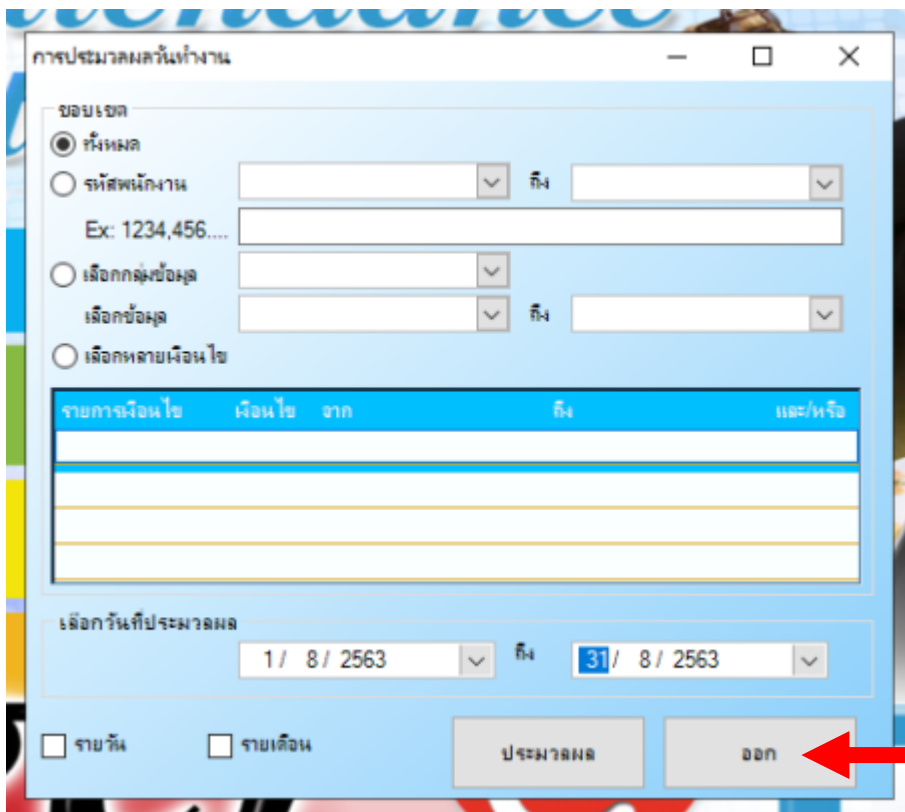 การประมวลผลวันทำงาน
ขอบเขต
ทั้งหมด
รหัสพนักงาน ถึง
Ex: 1234,456....
เลือกกลุ่มข้อมูล
เลือกข้อมูล ถึง
เลือกหลายเงื่อนไข
รายการเงื่อนไข เงื่อนไข จาก ถึง และ/หรือ
เลือกวันที่ประมวลผล
1/ 8/ 2563 ถึง 31/ 8/ 2563
รายวัน รายเดือน ประมวลผล ออก